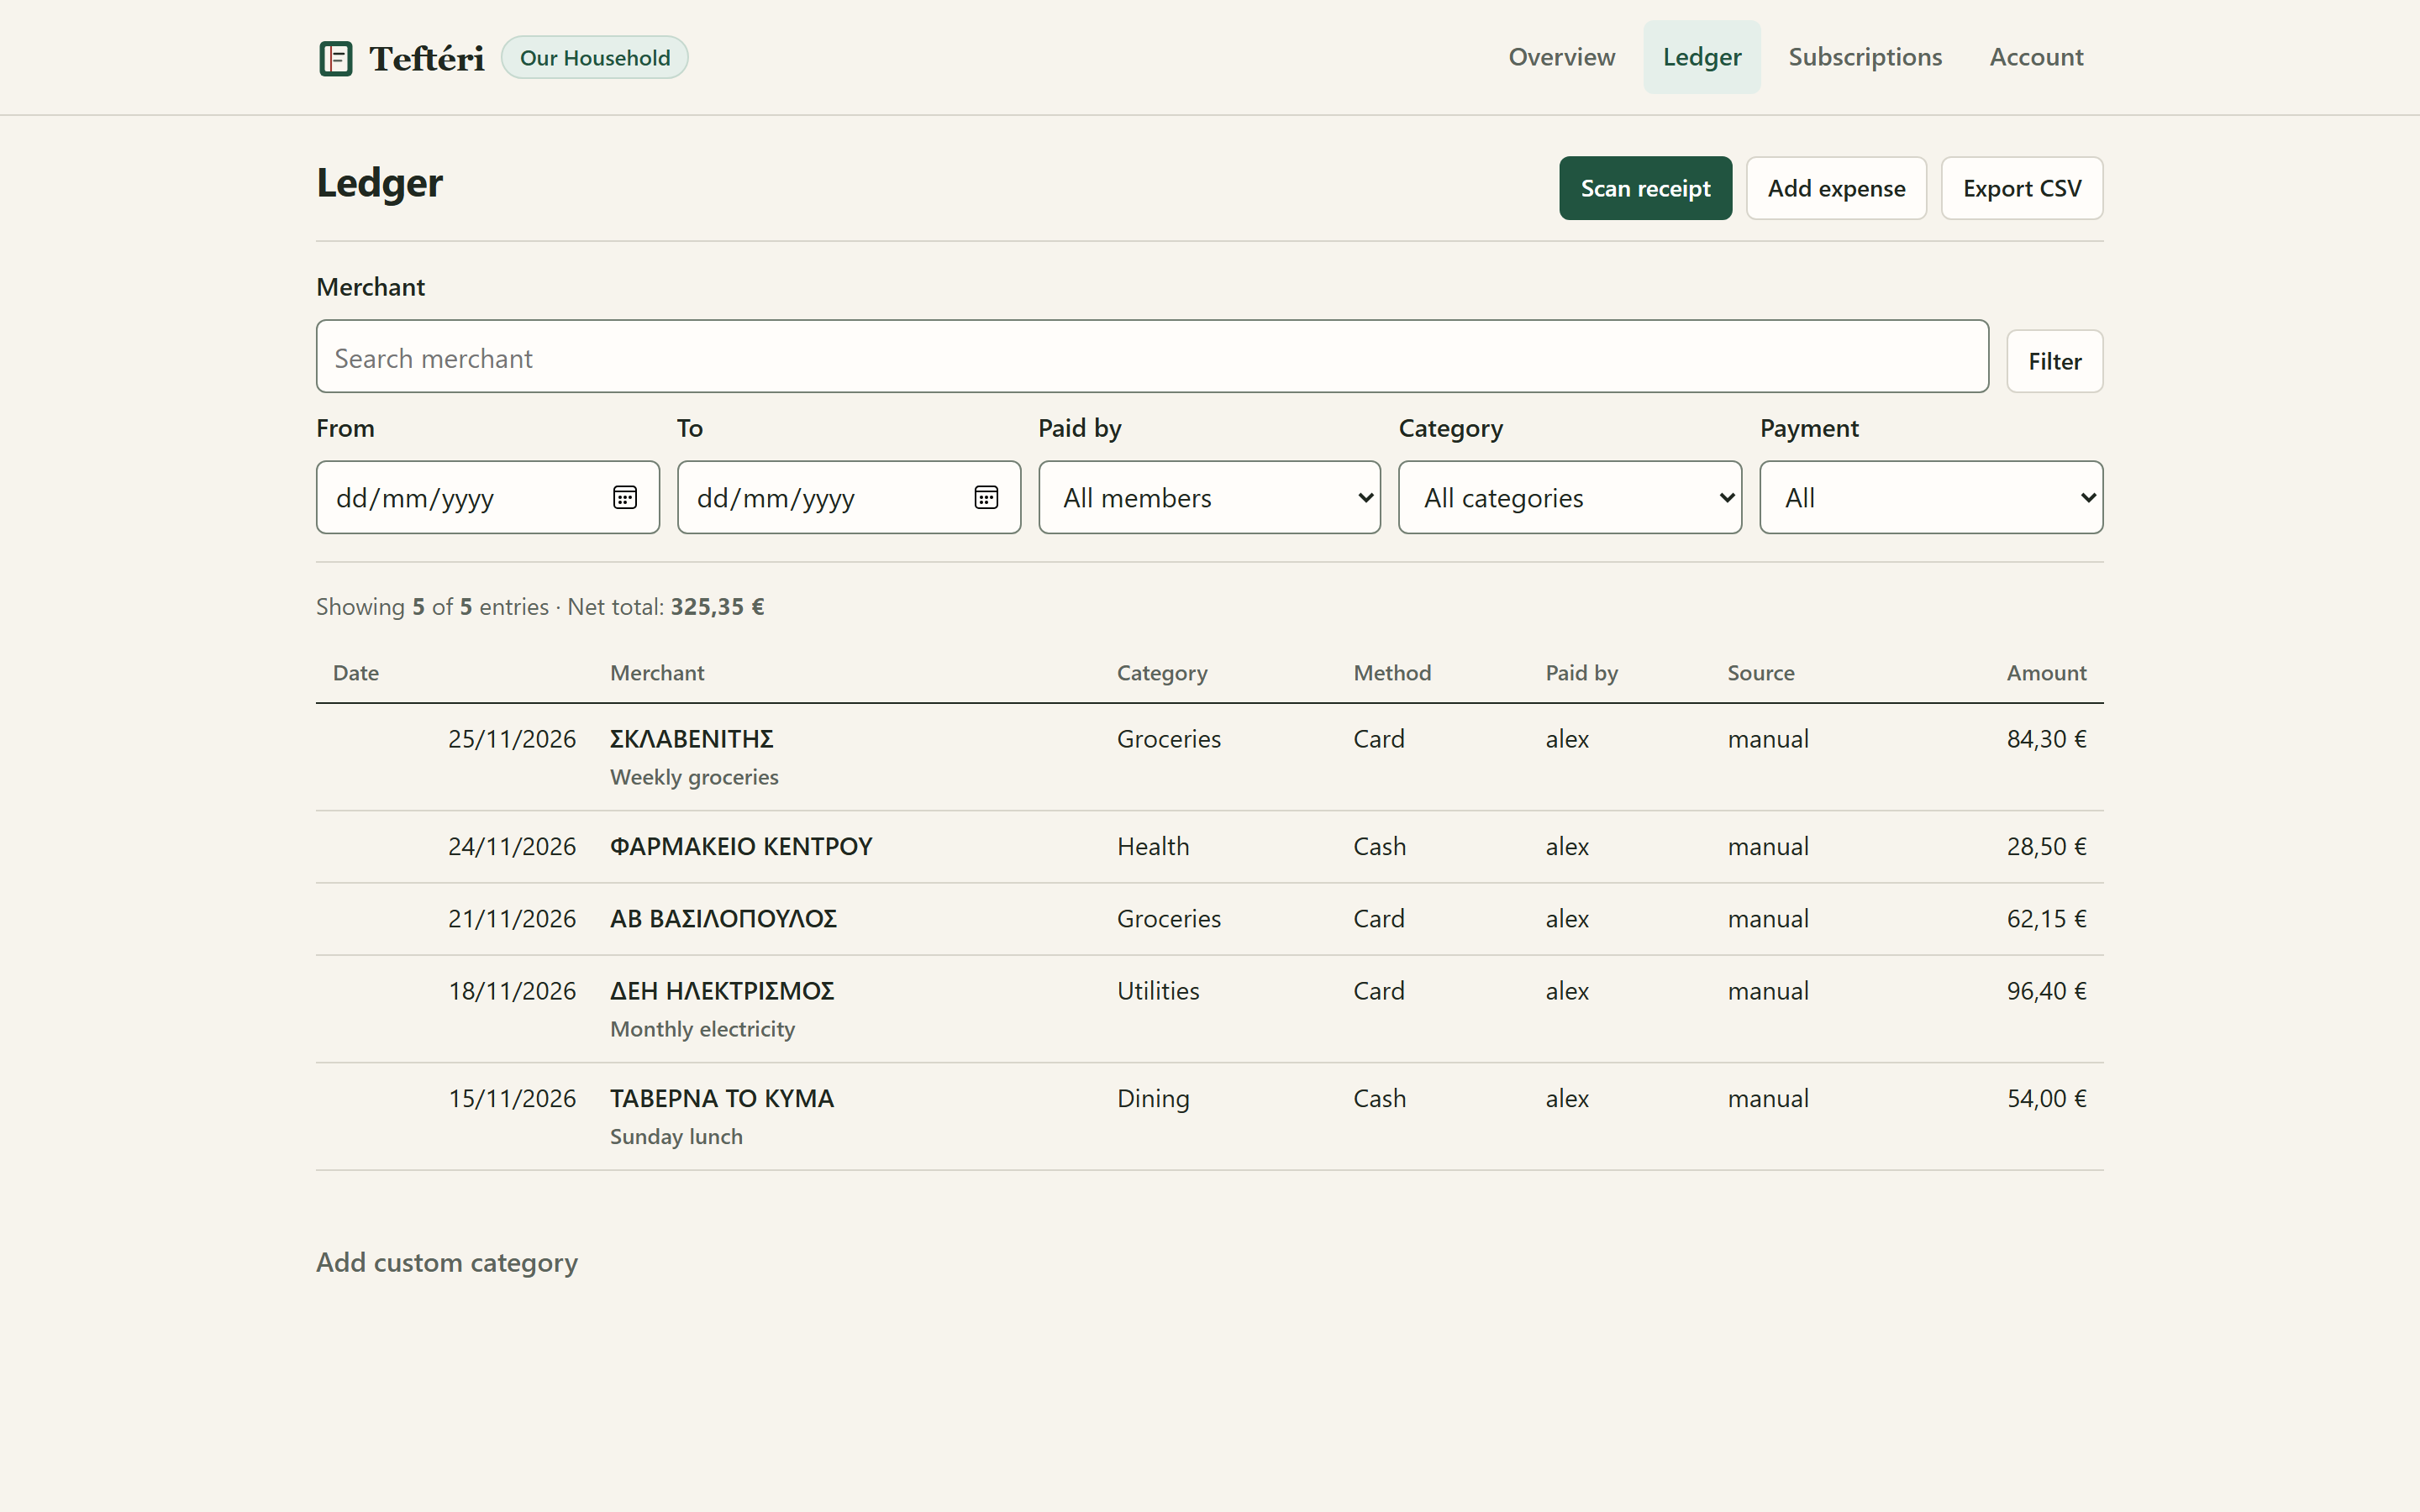 Teftéri Our Household Overview Ledger Subscriptions Account
Ledger Scan receipt Add expense Export CSV
Merchant
Search merchant Filter
From To Paid by Category Payment
dd/mm/yyyy dd/mm/yyyy All members All categories All
Showing 5 of 5 entries · Net total: 325,35 €
Date Merchant Category Method Paid by Source Amount
25/11/2026 ΣΚΛΑΒΕΝΙΤΗΣ Groceries Card alex manual 84,30 €
Weekly groceries
24/11/2026 ΦΑΡΜΑΚΕΙΟ ΚΕΝΤΡΟΥ Health Cash alex manual 28,50 €
21/11/2026 ΑΒ ΒΑΣΙΛΟΠΟΥΛΟΣ Groceries Card alex manual 62,15 €
18/11/2026 ΔΕΗ ΗΛΕΚΤΡΙΣΜΟΣ Utilities Card alex manual 96,40 €
Monthly electricity
15/11/2026 ΤΑΒΕΡΝΑ ΤΟ ΚΥΜΑ Dining Cash alex manual 54,00 €
Sunday lunch
Add custom category